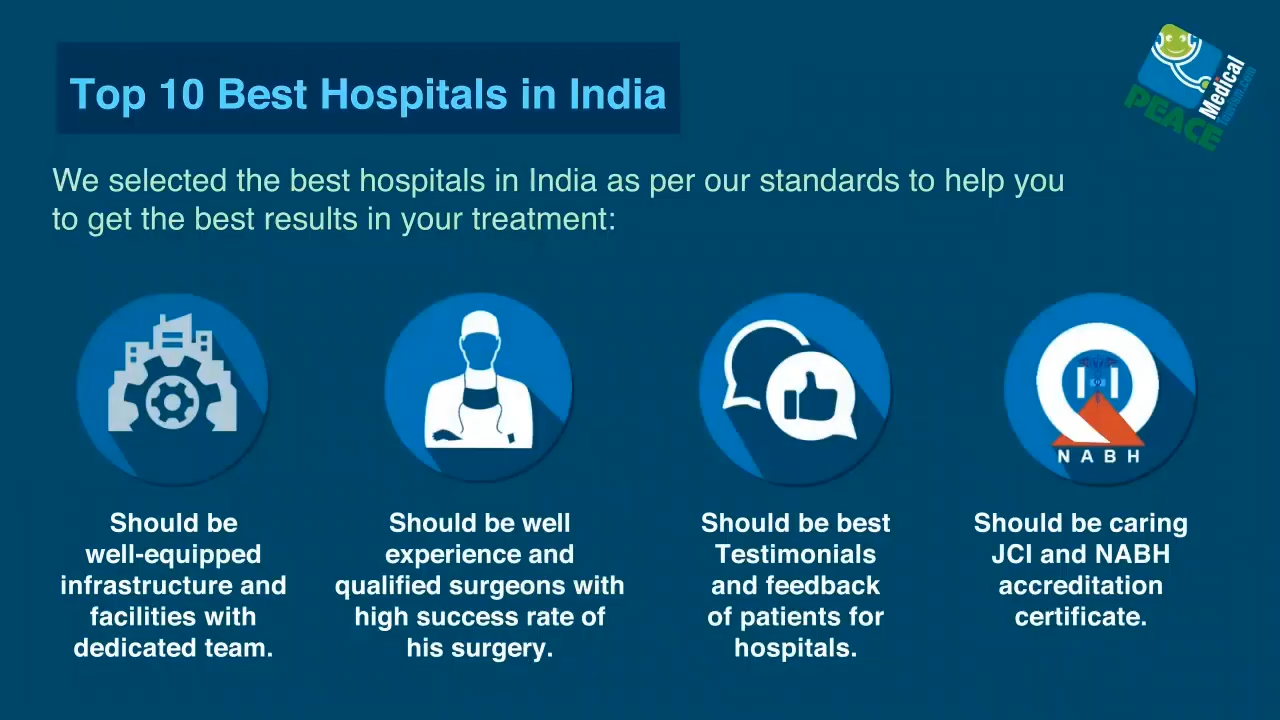 Top 10 Best Hospitals in India
PEACE
Medical
Tourism.com
We selected the best hospitals in India as per our standards to help you
to get the best results in your treatment:
NABH
Should be
well-equipped
infrastructure and
facilities with
dedicated team.
Should be well
experience and
qualified surgeons with
high success rate of
his surgery.
Should be best
Testimonials
and feedback
of patients for
hospitals.
Should be caring
JCI and NABH
accreditation
certificate.